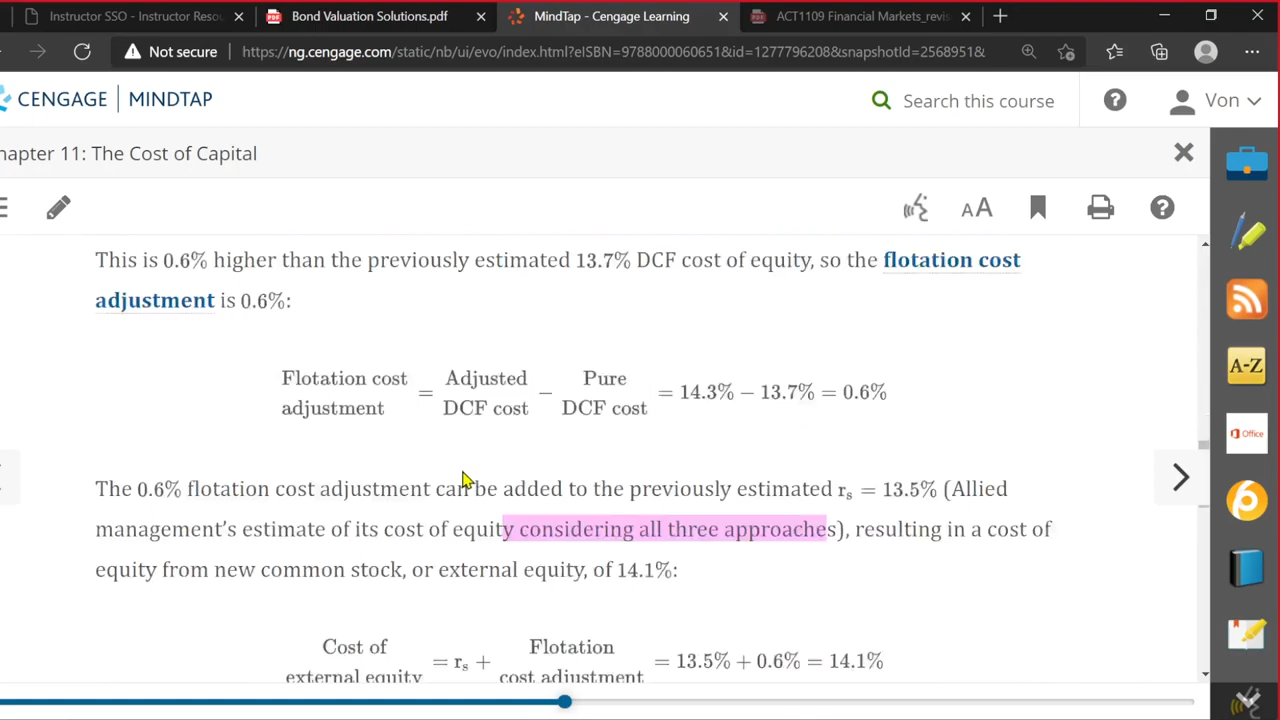 Instructor SSO - Instructor Resou
Bond Valuation Solutions.pdf
MindTap - Cengage Learning
ACT1109 Financial Markets_revis
Not secure
https://ng.cengage.com/static/nb/ui/evo/index.html?eISBN=9788000060651&id=1277796208&snapshotId=2568951&
CENGAGE | MINDTAP
Search this course
Von
hapter 11: The Cost of Capital
AA
This is 0.6% higher than the previously estimated 13.7% DCF cost of equity, so the flotation cost
adjustment is 0.6%:
Flotation cost adjustment = Adjusted DCF cost − Pure DCF cost = 14.3% − 13.7% = 0.6%
The 0.6% flotation cost adjustment can be added to the previously estimated rs = 13.5% (Allied
management's estimate of its cost of equity considering all three approaches), resulting in a cost of
equity from new common stock, or external equity, of 14.1%:
Cost of external equity = rs + Flotation cost adjustment = 13.5% + 0.6% = 14.1%
A-Z
Office